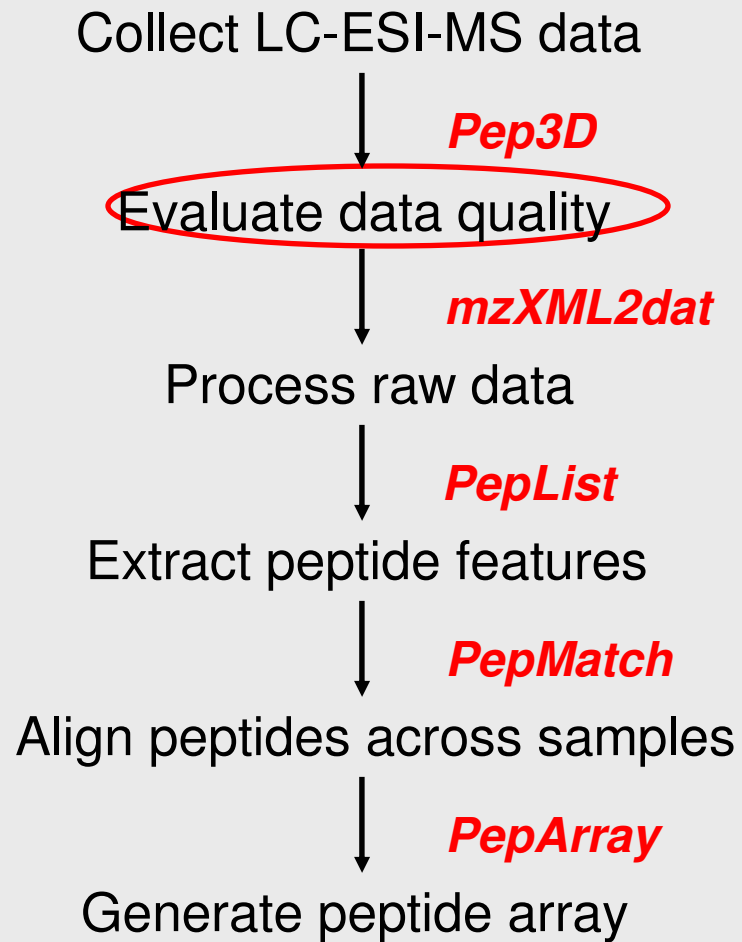 Collect LC-ESI-MS data
Pep3D
Evaluate data quality
mzXML2dat
Process raw data
PepList
Extract peptide features
PepMatch
Align peptides across samples
PepArray
Generate peptide array